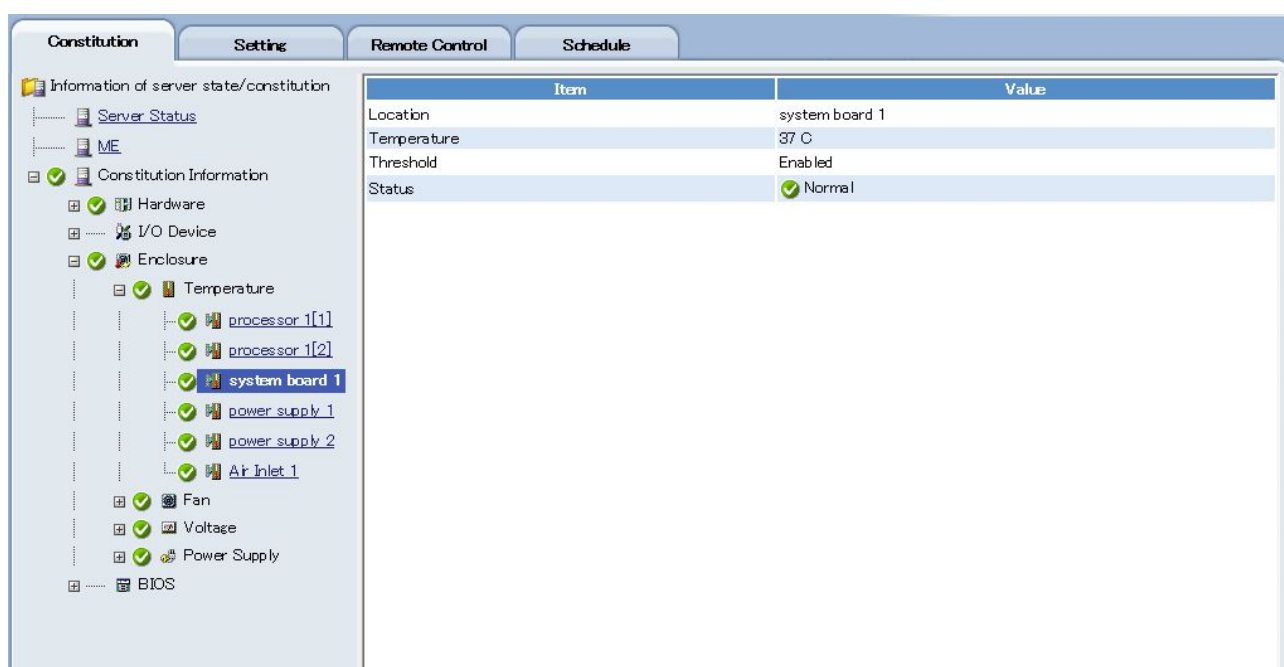 Constitution
Setting
Remote Control
Schedule
Information of server state/constitution
Server Status
ME
Constitution Information
Hardware
I/O Device
Enclosure
Temperature
processor 1[1]
processor 1[2]
system board 1
power supply 1
power supply 2
Air Inlet 1
Fan
Voltage
Power Supply
BIOS
Item Value
Location system board 1
Temperature 37 C
Threshold Enabled
Status Normal